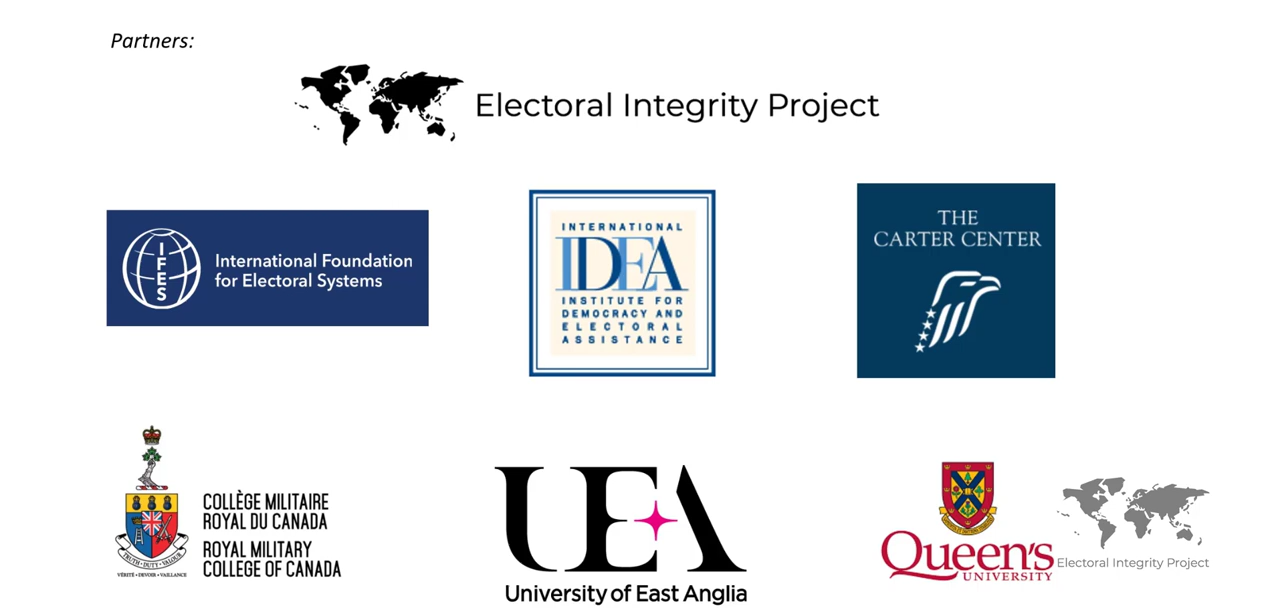 Partners:
Electoral Integrity Project
IFES
International Foundation
for Electoral Systems
INTERNATIONAL
IDEA
INSTITUTE FOR
DEMOCRACY AND
ELECTORAL
ASSISTANCE
THE
CARTER CENTER
TRUTH · DUTY · VALOUR
VÉRITÉ · DEVOIR · VAILLANCE
COLLÈGE MILITAIRE
ROYAL DU CANADA
ROYAL MILITARY
COLLEGE OF CANADA
UEA
University of East Anglia
Queen's
UNIVERSITY
Electoral Integrity Project